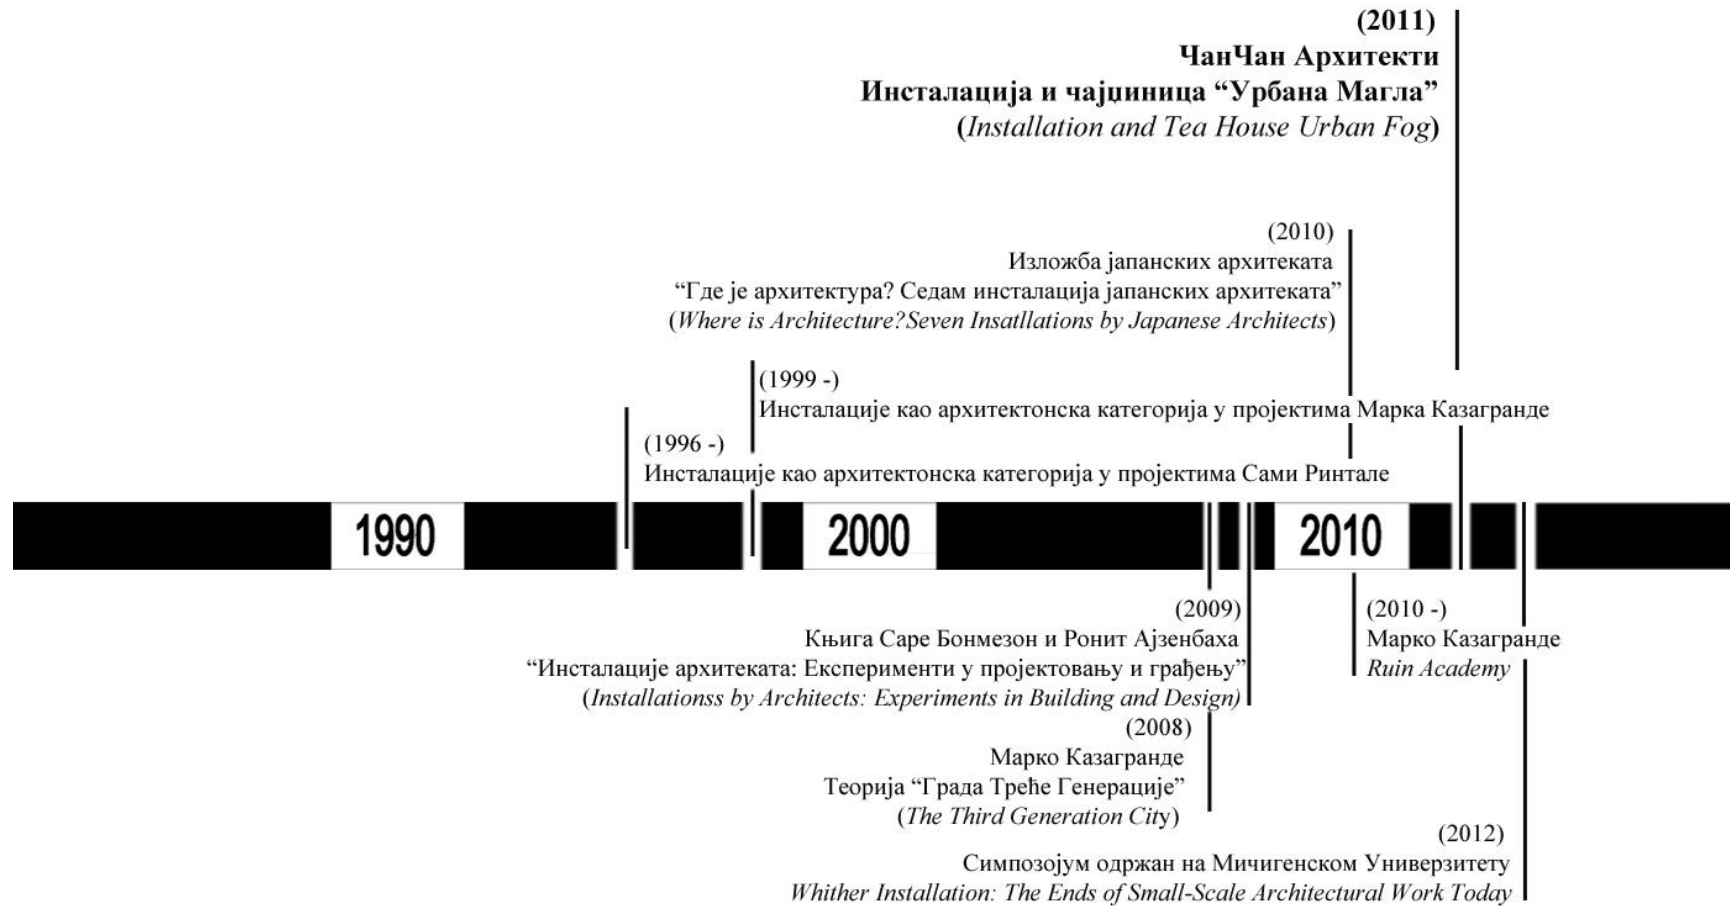 (2011)
ЧанЧан Архитекти
Инсталација и чајџиница “Урбана Магла”
(Installation and Tea House Urban Fog)
(2010)
Изложба јапанских архитеката
“Где је архитектура? Седам инсталација јапанских архитеката”
(Where is Architecture?Seven Insatllations by Japanese Architects)
(1999 -)
Инсталације као архитектонска категорија у пројектима Марка Казагранде
(1996 -)
Инсталације као архитектонска категорија у пројектима Сами Ринтале
1990
2000
2010
(2009)
Књига Саре Бонмезон и Ронит Ајзенбаха
“Инсталације архитеката: Експерименти у пројектовању и грађењу”
(Installationss by Architects: Experiments in Building and Design)
(2010 -)
Марко Казагранде
Ruin Academy
(2008)
Марко Казагранде
Теорија “Града Треће Генерације”
(The Third Generation City)
(2012)
Симпозојум одржан на Мичигенском Универзитету
Whither Installation: The Ends of Small-Scale Architectural Work Today